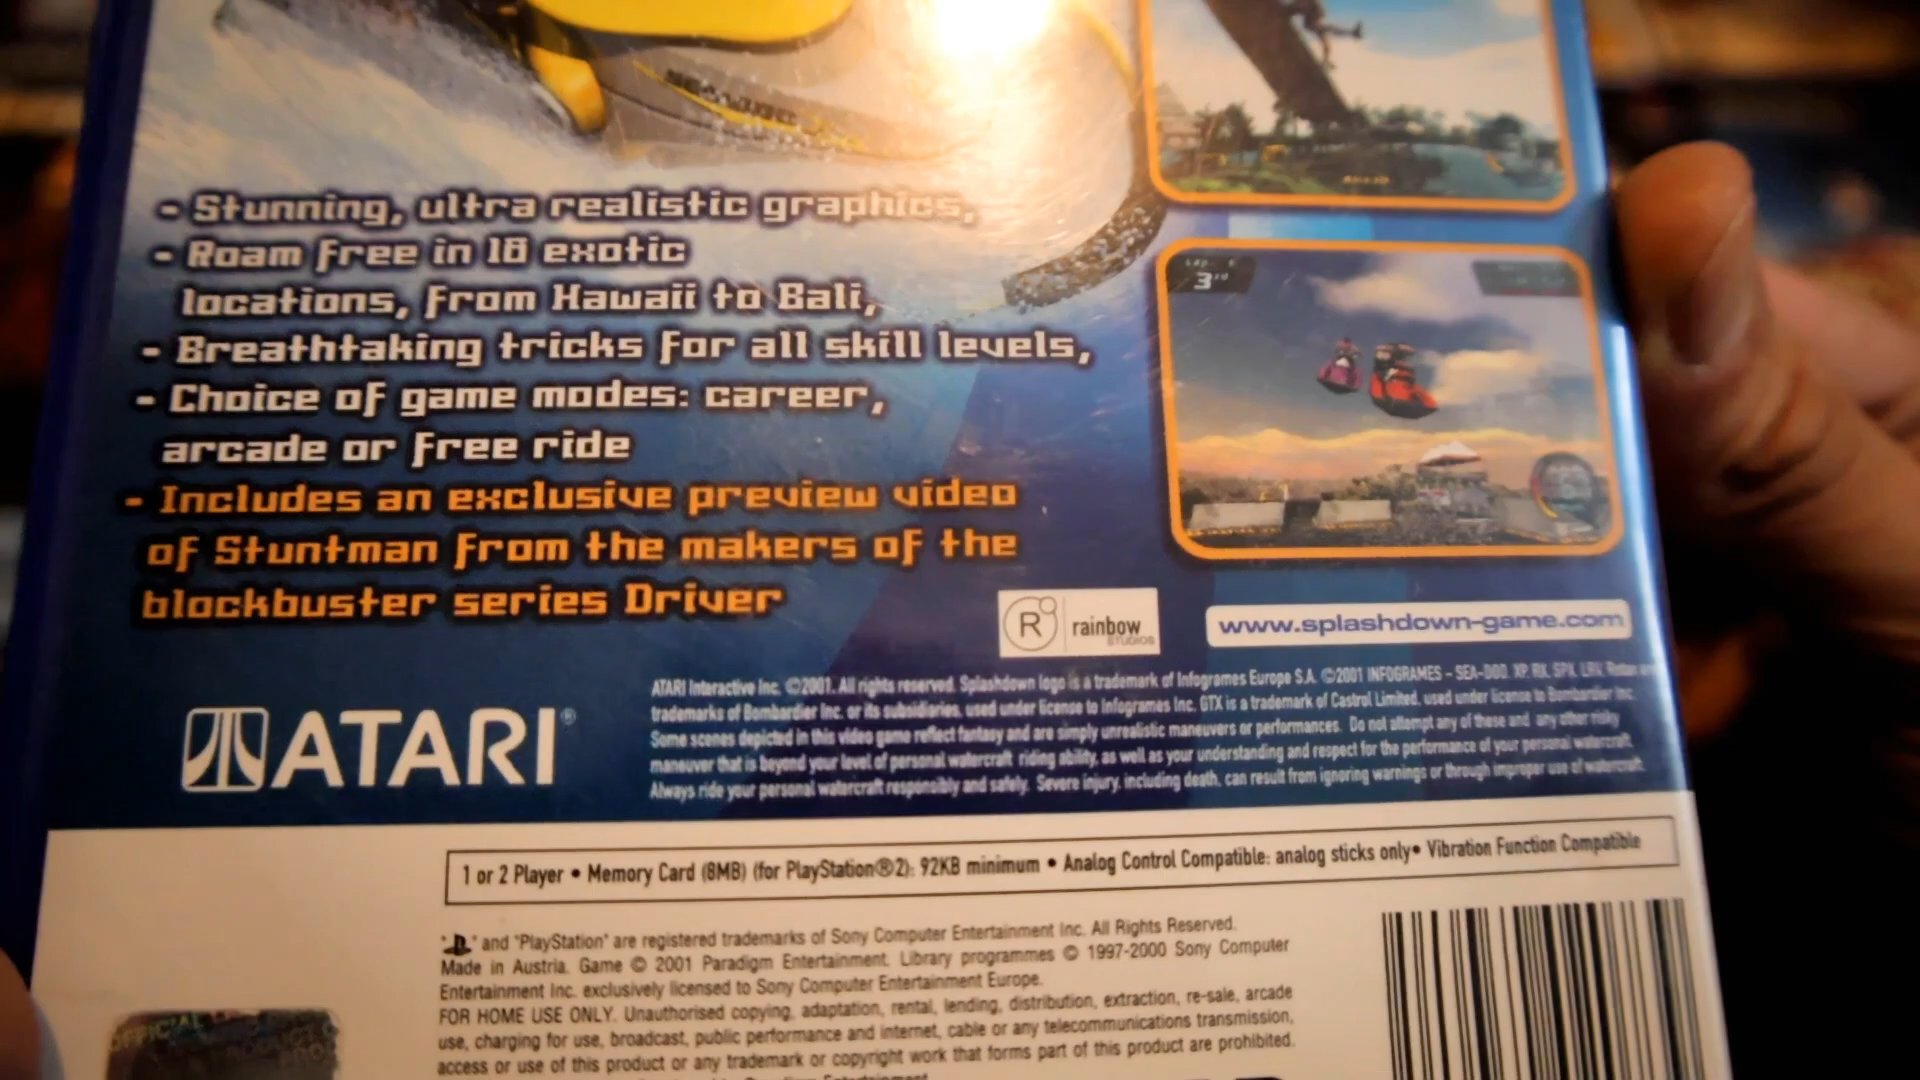 - Stunning, ultra realistic graphics,
- Roam free in 18 exotic
locations, from Hawaii to Bali,
- Breathtaking tricks for all skill levels,
- Choice of game modes: career,
arcade or free ride
- Includes an exclusive preview video
of Stuntman from the makers of the
blockbuster series Driver
3rd
R rainbow
STUDIOS
www.splashdown-game.com
ATARI®
ATARI Interactive Inc. ©2001. All rights reserved. Splashdown logo is a trademark of Infogrames Europe S.A. ©2001 INFOGRAMES - SEA-DOO, XP, RX, SPX, LRV,
trademarks of Bombardier Inc. or its subsidiaries, used under license to Infogrames Inc. GTX is a trademark of Castrol Limited, used under license to Bombardier Inc.
Some scenes depicted in this video game reflect fantasy and are simply unrealistic maneuvers or performances. Do not attempt any of these and any other risky
maneuver that is beyond your level of personal watercraft riding ability, as well as your understanding and respect for the performance of your personal watercraft.
Always ride your personal watercraft responsibly and safely. Severe injury, including death, can result from ignoring warnings or through improper use of watercraft.
1 or 2 Player • Memory Card (8MB) (for PlayStation®2): 92KB minimum • Analog Control Compatible: analog sticks only• Vibration Function Compatible
" " and "PlayStation" are registered trademarks of Sony Computer Entertainment Inc. All Rights Reserved.
Made in Austria. Game © 2001 Paradigm Entertainment. Library programmes © 1997-2000 Sony Computer
Entertainment Inc. exclusively licensed to Sony Computer Entertainment Europe.
FOR HOME USE ONLY. Unauthorised copying, adaptation, rental, lending, distribution, extraction, re-sale, arcade
use, charging for use, broadcast, public performance and internet, cable or any telecommunications transmission,
access or use of this product or any trademark or copyright work that forms part of this product are prohibited.
OFFICIAL